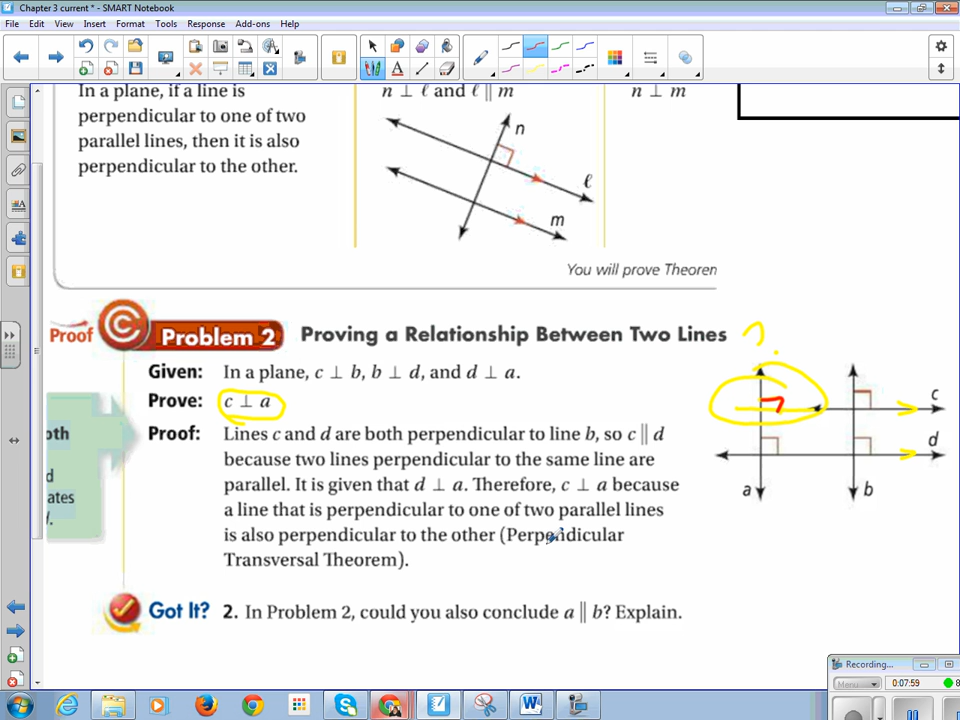 Chapter 3 current * - SMART Notebook
File Edit View Insert Format Tools Response Add-ons Help
In a plane, if a line is
perpendicular to one of two
parallel lines, then it is also
perpendicular to the other.
n ⊥ ℓ and ℓ ∥ m
n ⊥ m
n
ℓ
m
You will prove Theorem
Proof
C
Problem 2
Proving a Relationship Between Two Lines
?
Given: In a plane, c ⊥ b, b ⊥ d, and d ⊥ a.
Prove: c ⊥ a
Proof: Lines c and d are both perpendicular to line b, so c ∥ d
because two lines perpendicular to the same line are
parallel. It is given that d ⊥ a. Therefore, c ⊥ a because
a line that is perpendicular to one of two parallel lines
is also perpendicular to the other (Perpendicular
Transversal Theorem).
c
d
a
b
oth
d
ates
Got It? 2. In Problem 2, could you also conclude a ∥ b? Explain.
Recording...
Menu
0:07:59
8